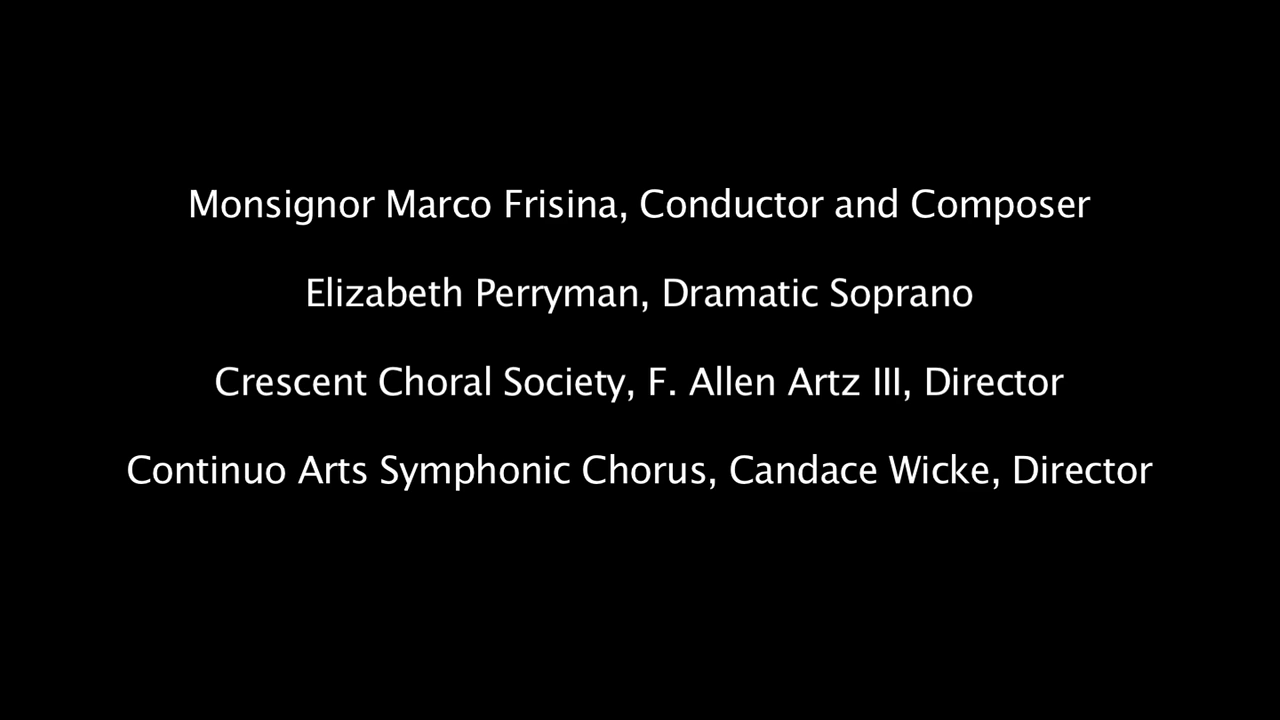 Monsignor Marco Frisina, Conductor and Composer
Elizabeth Perryman, Dramatic Soprano
Crescent Choral Society, F. Allen Artz III, Director
Continuo Arts Symphonic Chorus, Candace Wicke, Director